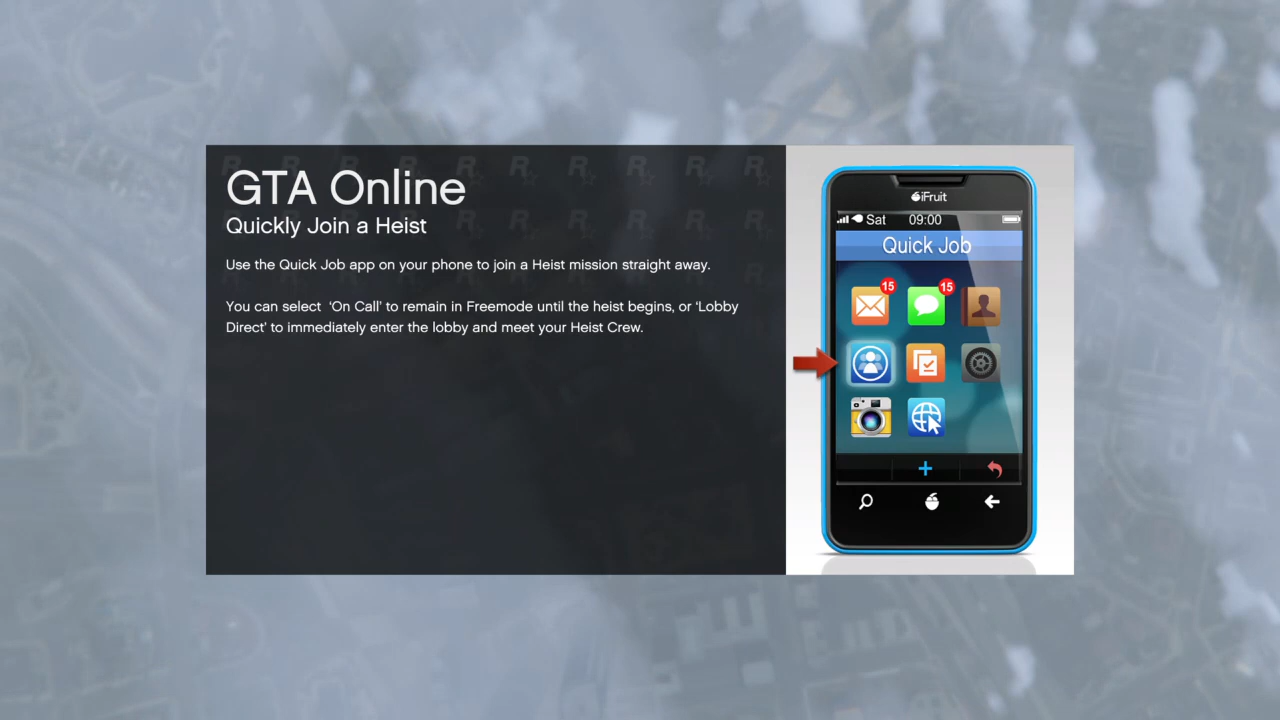 GTA Online
Quickly Join a Heist
Use the Quick Job app on your phone to join a Heist mission straight away.
You can select  ‘On Call’ to remain in Freemode until the heist begins, or ‘Lobby
Direct’ to immediately enter the lobby and meet your Heist Crew.
iFruit
Sat 09:00
Quick Job
15 15